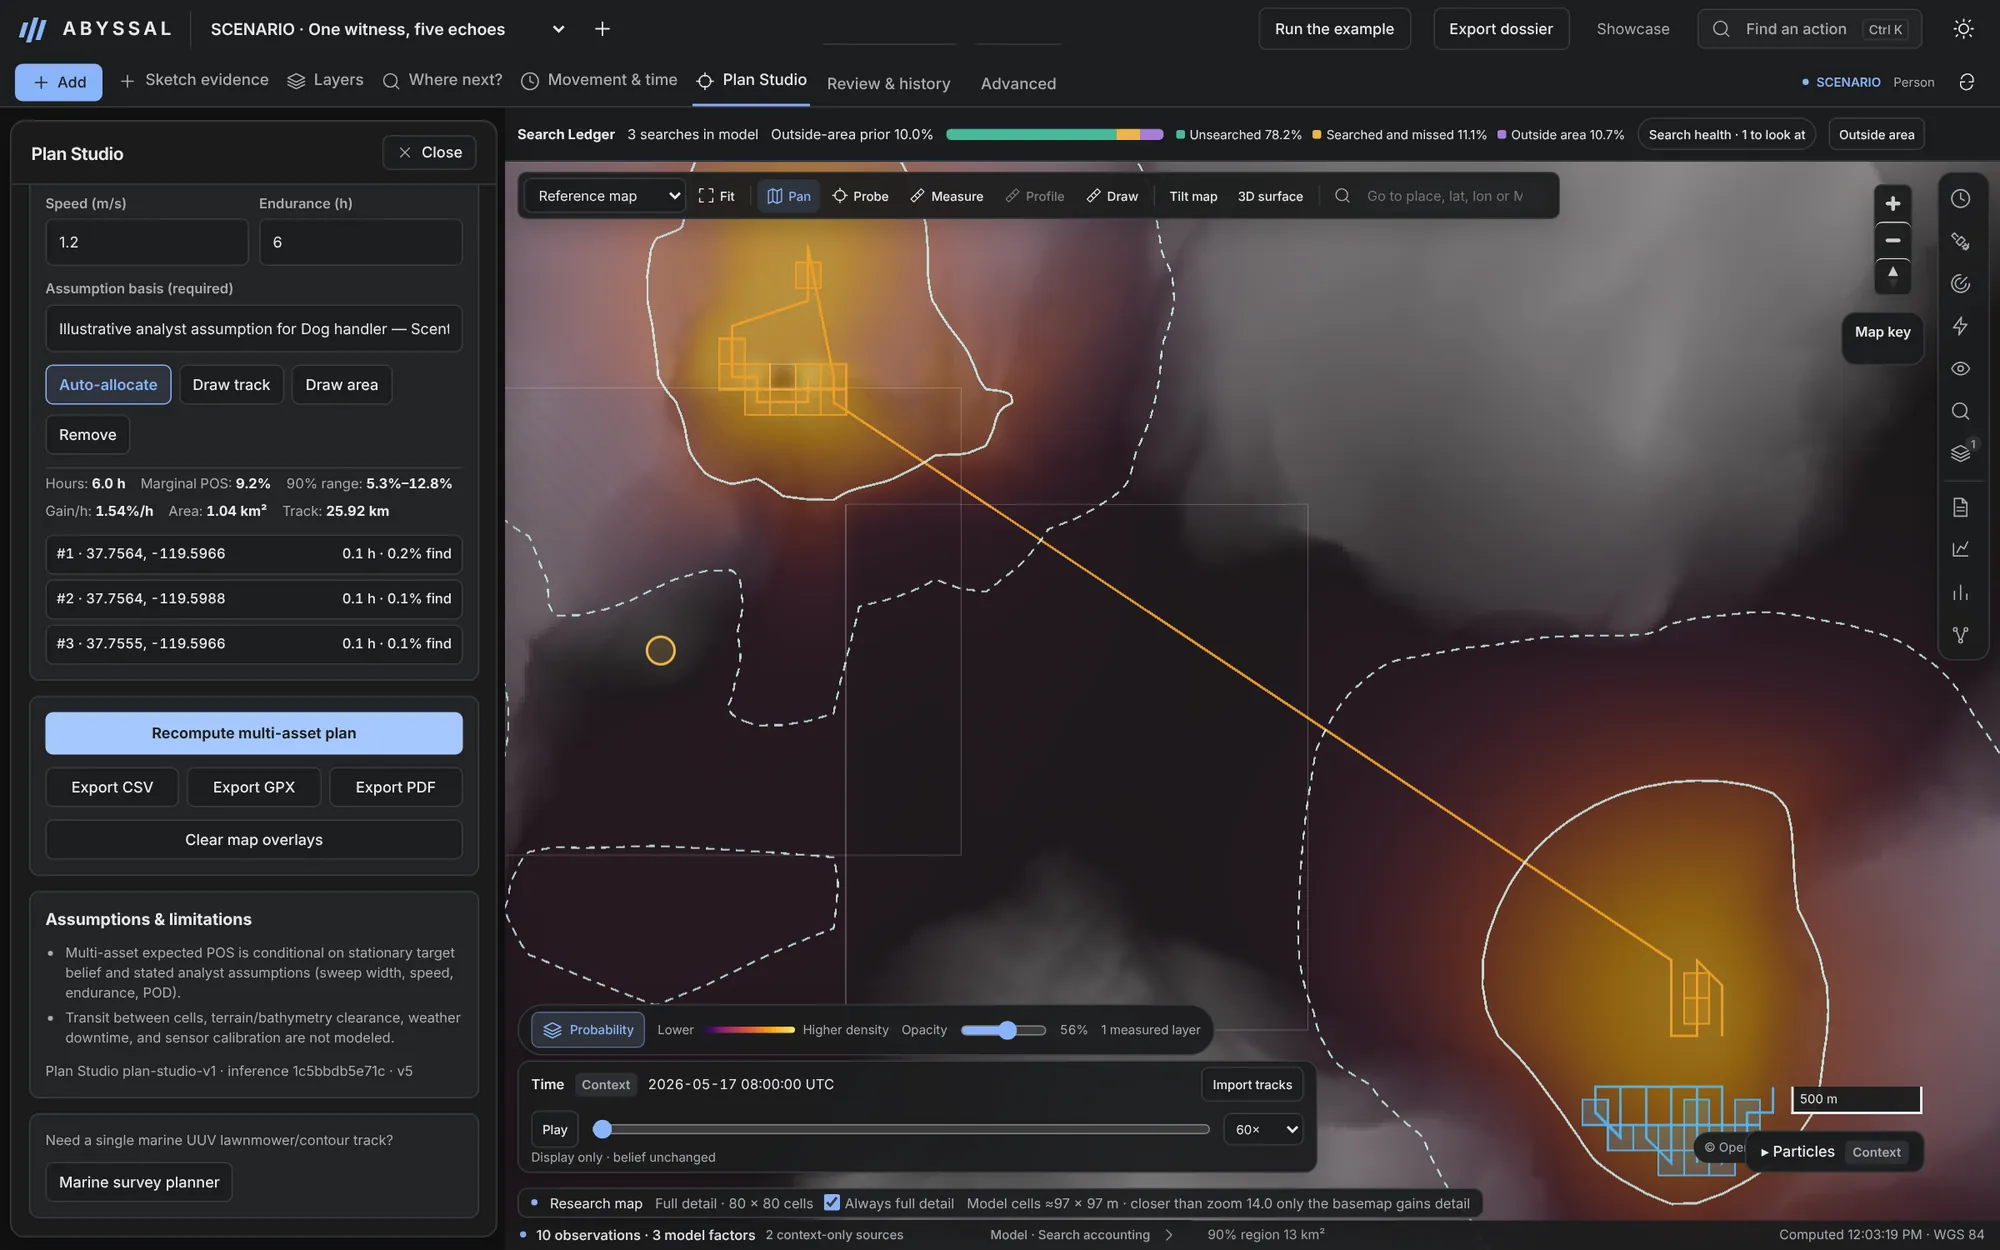 ABYSSAL
SCENARIO · One witness, five echoes
Run the example
Export dossier
Showcase
Find an action
Ctrl K
Add
Sketch evidence
Layers
Where next?
Movement & time
Plan Studio
Review & history
Advanced
SCENARIO
Person
Plan Studio
Close
Speed (m/s)
Endurance (h)
1.2
6
Assumption basis (required)
Illustrative analyst assumption for Dog handler — Scent
Auto-allocate
Draw track
Draw area
Remove
Hours: 6.0 h Marginal POS: 9.2% 90% range: 5.3%–12.8%
Gain/h: 1.54%/h Area: 1.04 km² Track: 25.92 km
#1 · 37.7564, -119.5966 0.1 h · 0.2% find
#2 · 37.7564, -119.5988 0.1 h · 0.1% find
#3 · 37.7555, -119.5966 0.1 h · 0.1% find
Recompute multi-asset plan
Export CSV
Export GPX
Export PDF
Clear map overlays
Assumptions & limitations
Multi-asset expected POS is conditional on stationary target
belief and stated analyst assumptions (sweep width, speed,
endurance, POD).
Transit between cells, terrain/bathymetry clearance, weather
downtime, and sensor calibration are not modeled.
Plan Studio plan-studio-v1 · inference 1c5bbdb5e71c · v5
Need a single marine UUV lawnmower/contour track?
Marine survey planner
Search Ledger 3 searches in model Outside-area prior 10.0% Unsearched 78.2% Searched and missed 11.1% Outside area 10.7%
Search health · 1 to look at
Outside area
Reference map
Fit
Pan
Probe
Measure
Profile
Draw
Tilt map
3D surface
Go to place, lat, lon or M
Map key
1
Probability
Lower
Higher density
Opacity
56%
1 measured layer
Time
Context
2026-05-17 08:00:00 UTC
Import tracks
Play
60×
Display only · belief unchanged
500 m
© Oper
▸ Particles
Context
Research map Full detail · 80 × 80 cells Always full detail Model cells ≈97 × 97 m · closer than zoom 14.0 only the basemap gains detail
10 observations · 3 model factors 2 context-only sources
Model · Search accounting
90% region 13 km²
Computed 12:03:19 PM · WGS 84